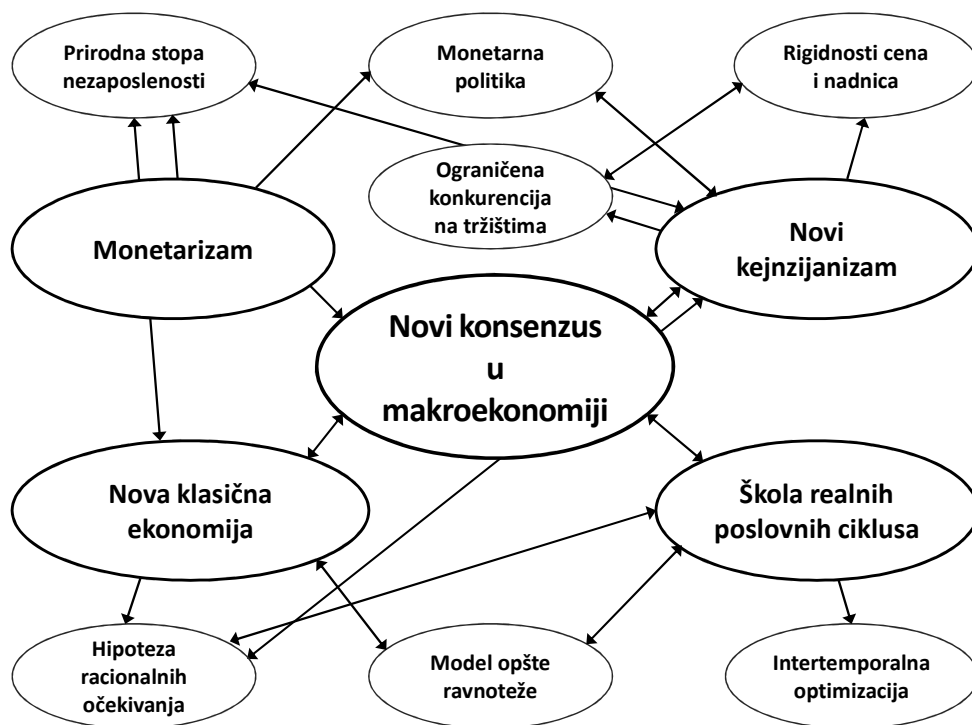 Prirodna stopa
nezaposlenosti
Monetarna
politika
Rigidnosti cena
i nadnica
Ograničena
konkurencija
na tržištima
Monetarizam
Novi
kejnzijanizam
Novi konsenzus
u
makroekonomiji
Nova klasična
ekonomija
Škola realnih
poslovnih ciklusa
Hipoteza
racionalnih
očekivanja
Model opšte
ravnoteže
Intertemporalna
optimizacija